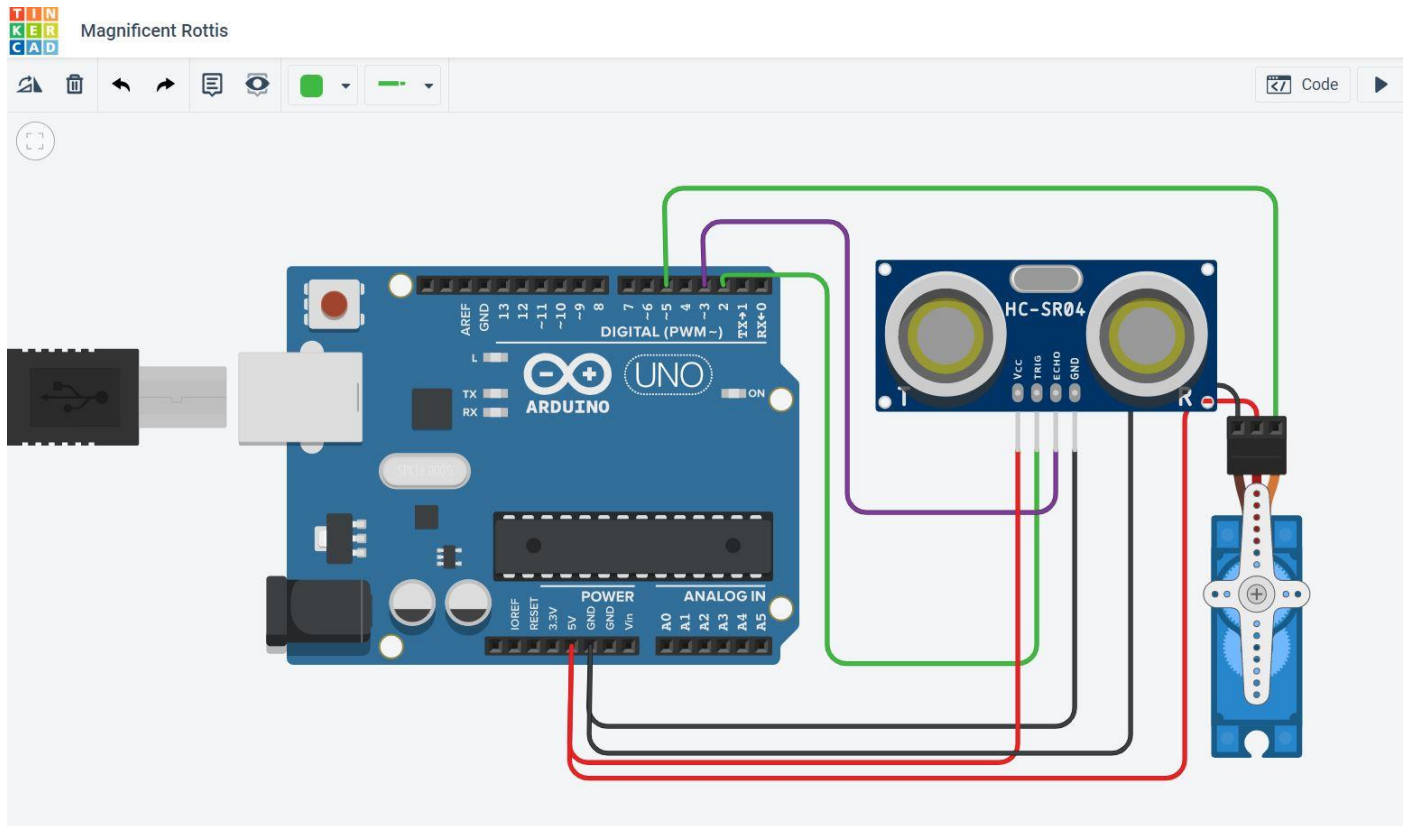 TIN
KER
CAD
Magnificent Rottis
Code
AREF
GND
13
12
~11
~10
~9
8
7
~6
~5
4
~3
2
TX→1
RX←0
DIGITAL (PWM~)
L
TX
RX
ARDUINO
UNO
ON
HC-SR04
Vcc
TRIG
ECHO
GND
T
R
POWER
ANALOG IN
IOREF
RESET
3.3V
5V
GND
GND
Vin
A0
A1
A2
A3
A4
A5